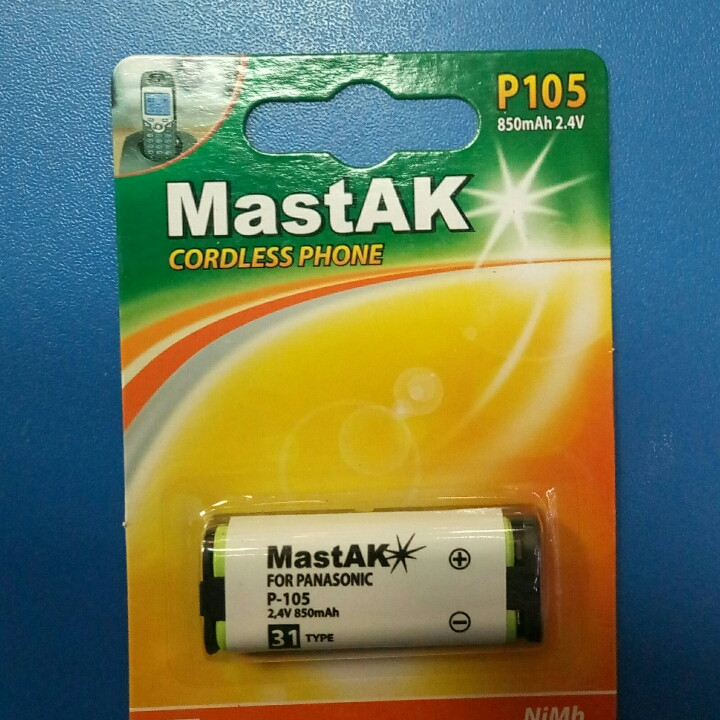 P105
850mAh 2.4V
MastAK
CORDLESS PHONE
MastAK
FOR PANASONIC
P-105
2,4V 850mAh
31 TYPE
NiMh